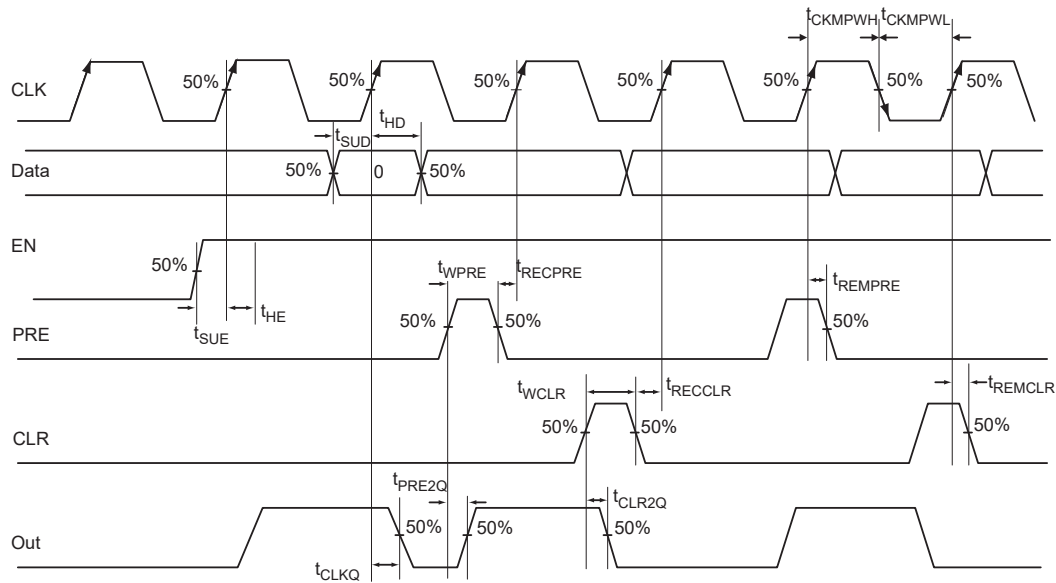 tCKMPWH tCKMPWL
CLK
50% 50% 50% 50% 50% 50% 50%
tSUD tHD
Data
50% 0 50%
EN
50%
tSUE tHE
tWPRE tRECPRE
tREMPRE
PRE
50% 50% 50%
tWCLR tRECCLR tREMCLR
CLR
50% 50% 50%
tPRE2Q tCLR2Q
Out
50% 50% 50%
tCLKQ